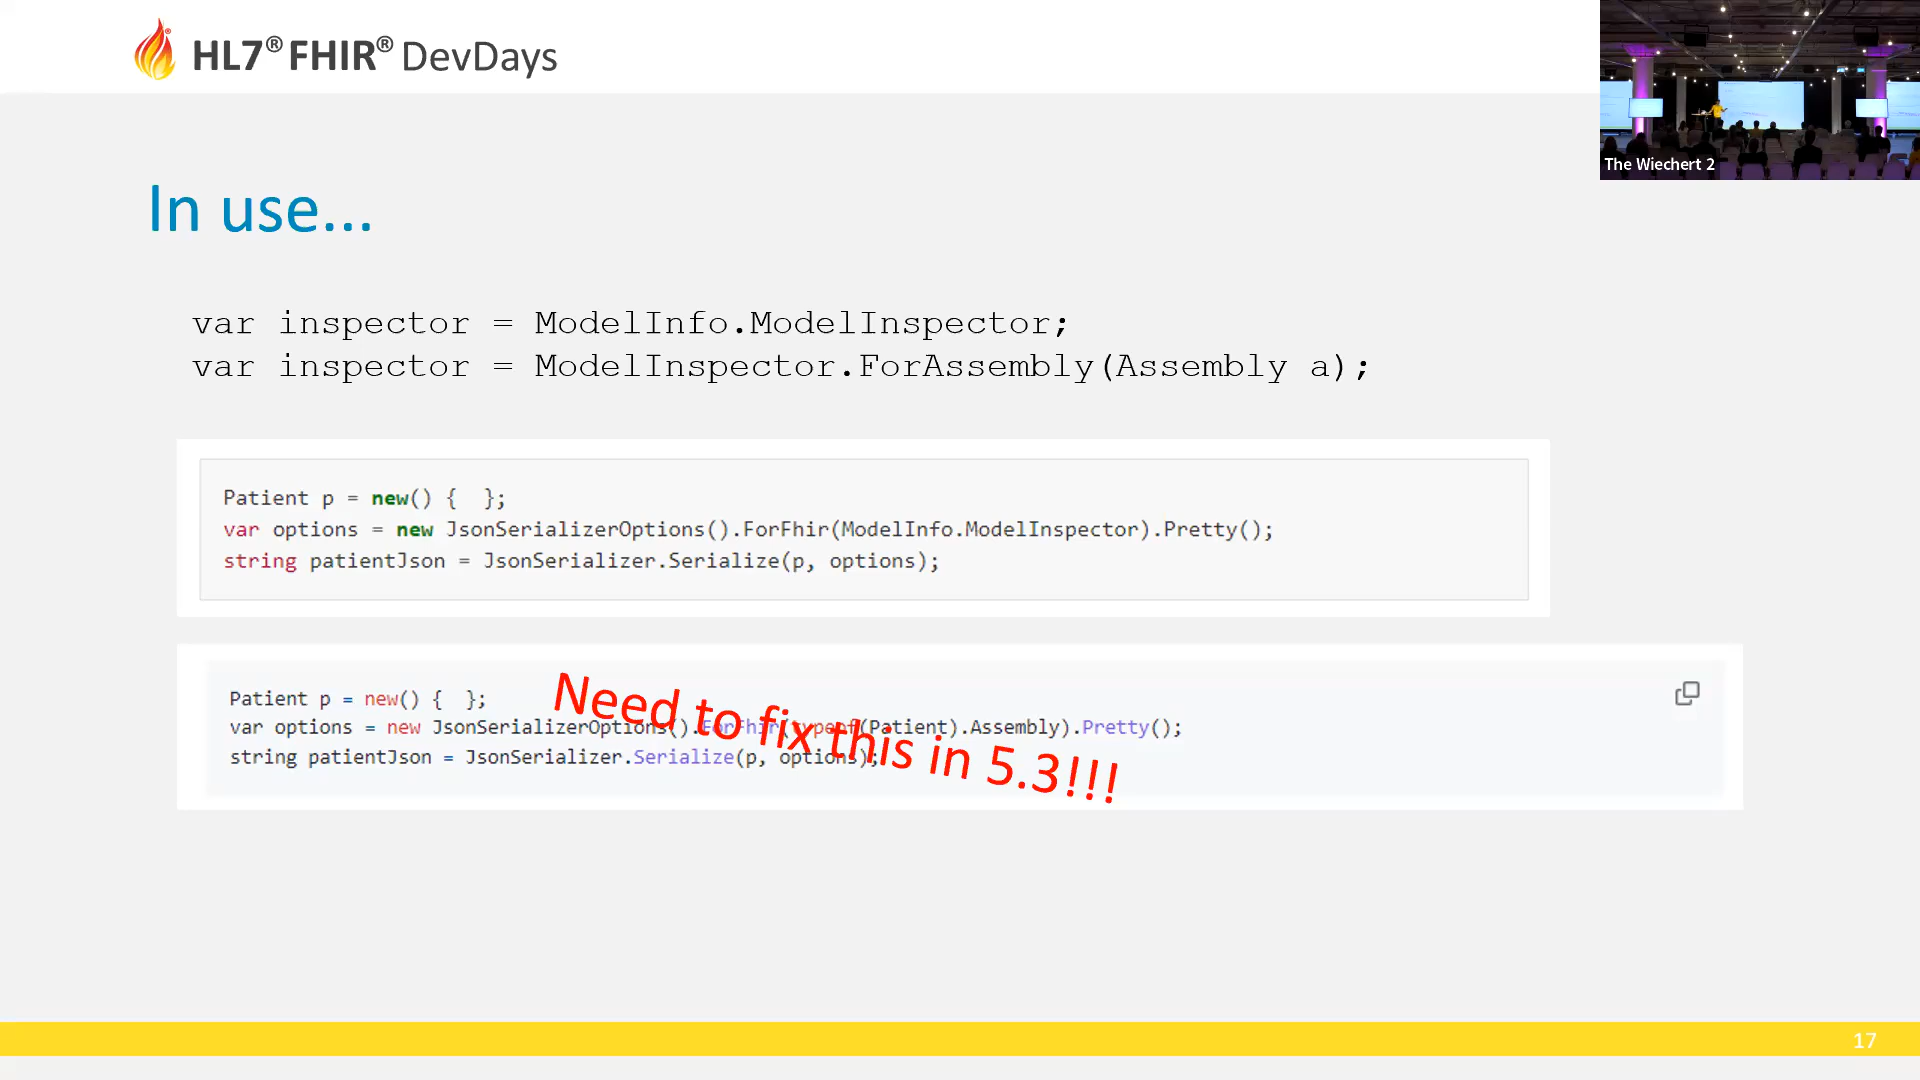 HL7® FHIR® DevDays
The Wiechert 2
In use...
var inspector = ModelInfo.ModelInspector;
var inspector = ModelInspector.ForAssembly(Assembly a);
Patient p = new() {  };
var options = new JsonSerializerOptions().ForFhir(ModelInfo.ModelInspector).Pretty();
string patientJson = JsonSerializer.Serialize(p, options);
Patient p = new() {  };
var options = new JsonSerializerOptions().ForFhir(typeof(Patient).Assembly).Pretty();
string patientJson = JsonSerializer.Serialize(p, options);
Need to fix this in 5.3!!!
17